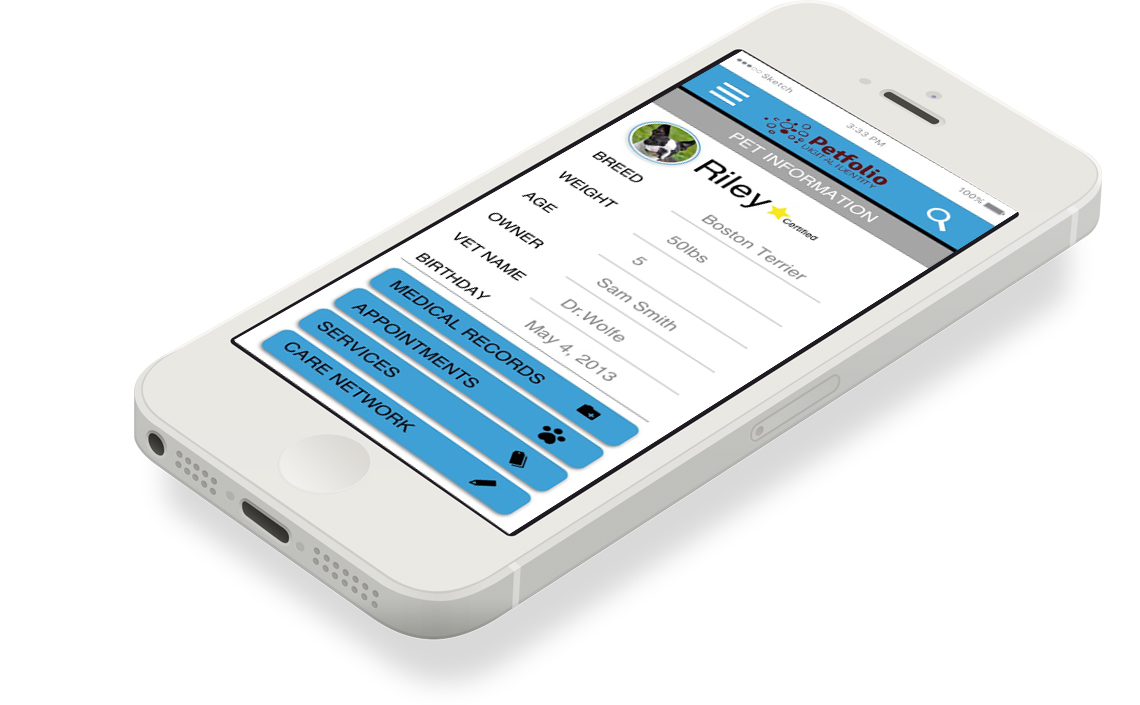 Sketch 3:33 PM 100%
Petfolio
DIGITAL IDENTITY
PET INFORMATION
Riley Certified
BREED Boston Terrier
WEIGHT 50lbs
AGE 5
OWNER Sam Smith
VET NAME Dr.Wolfe
BIRTHDAY May 4, 2013
MEDICAL RECORDS
APPOINTMENTS
SERVICES
CARE NETWORK